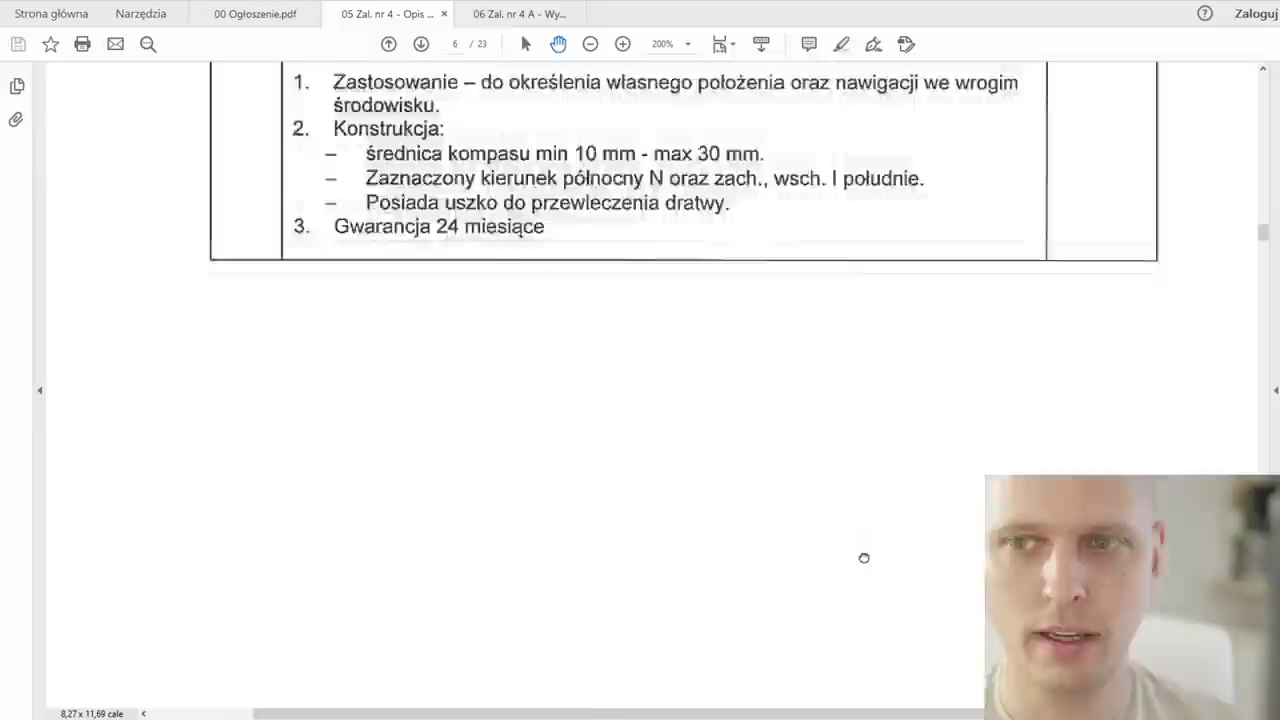 Strona główna Narzędzia 00 Ogłoszenie.pdf 05 Zal. nr 4 - Opis ... × 06 Zal. nr 4 A - Wy... Zaloguj
6 / 23 200%
1. Zastosowanie – do określenia własnego położenia oraz nawigacji we wrogim
środowisku.
2. Konstrukcja:
– średnica kompasu min 10 mm - max 30 mm.
– Zaznaczony kierunek północny N oraz zach., wsch. I południe.
– Posiada uszko do przewleczenia dratwy.
3. Gwarancja 24 miesiące
8,27 x 11,69 cale